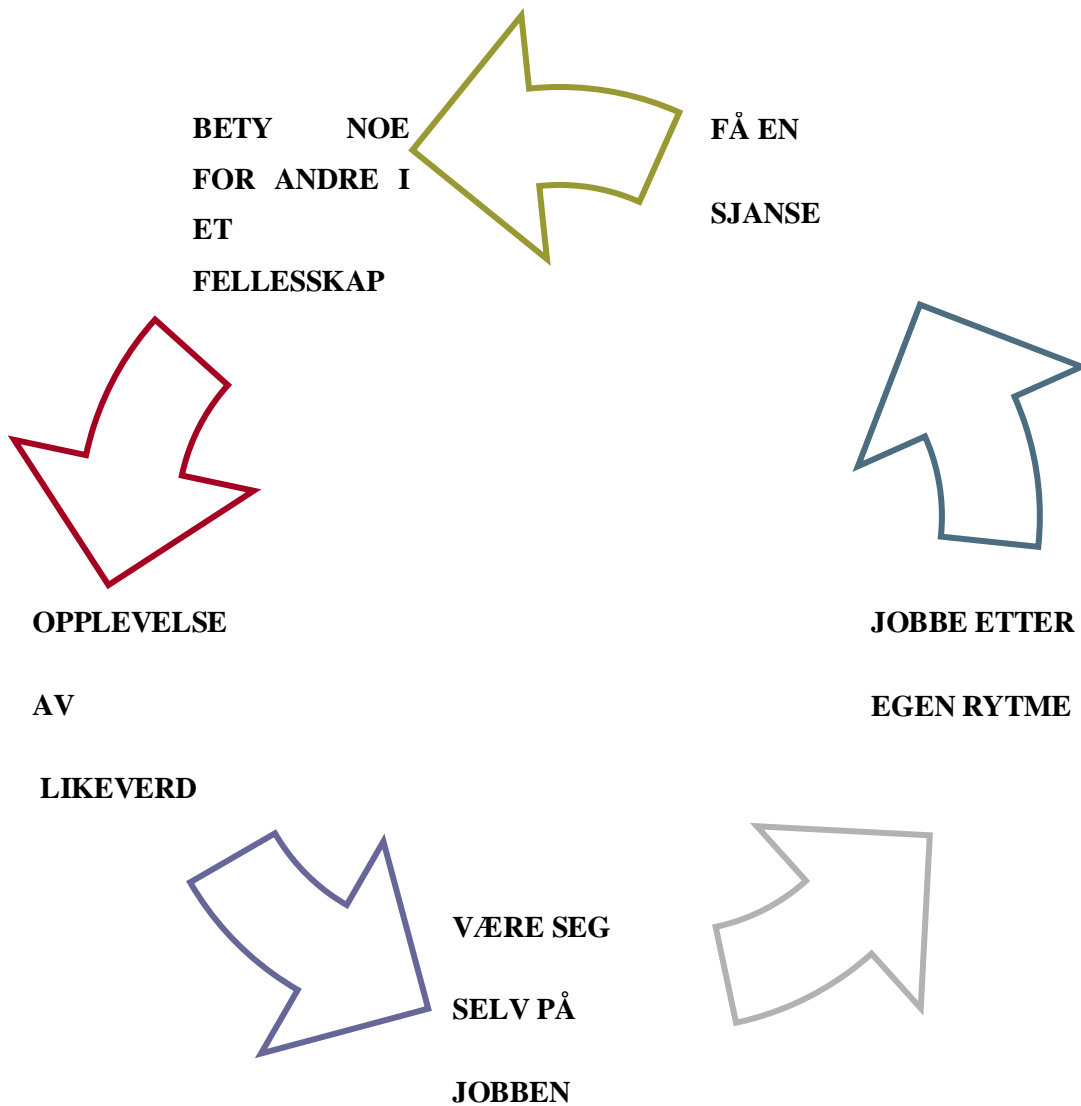 BETY NOE
FOR ANDRE I
ET
FELLESSKAP
FÅ EN
SJANSE
OPPLEVELSE
AV
LIKEVERD
JOBBE ETTER
EGEN RYTME
VÆRE SEG
SELV PÅ
JOBBEN